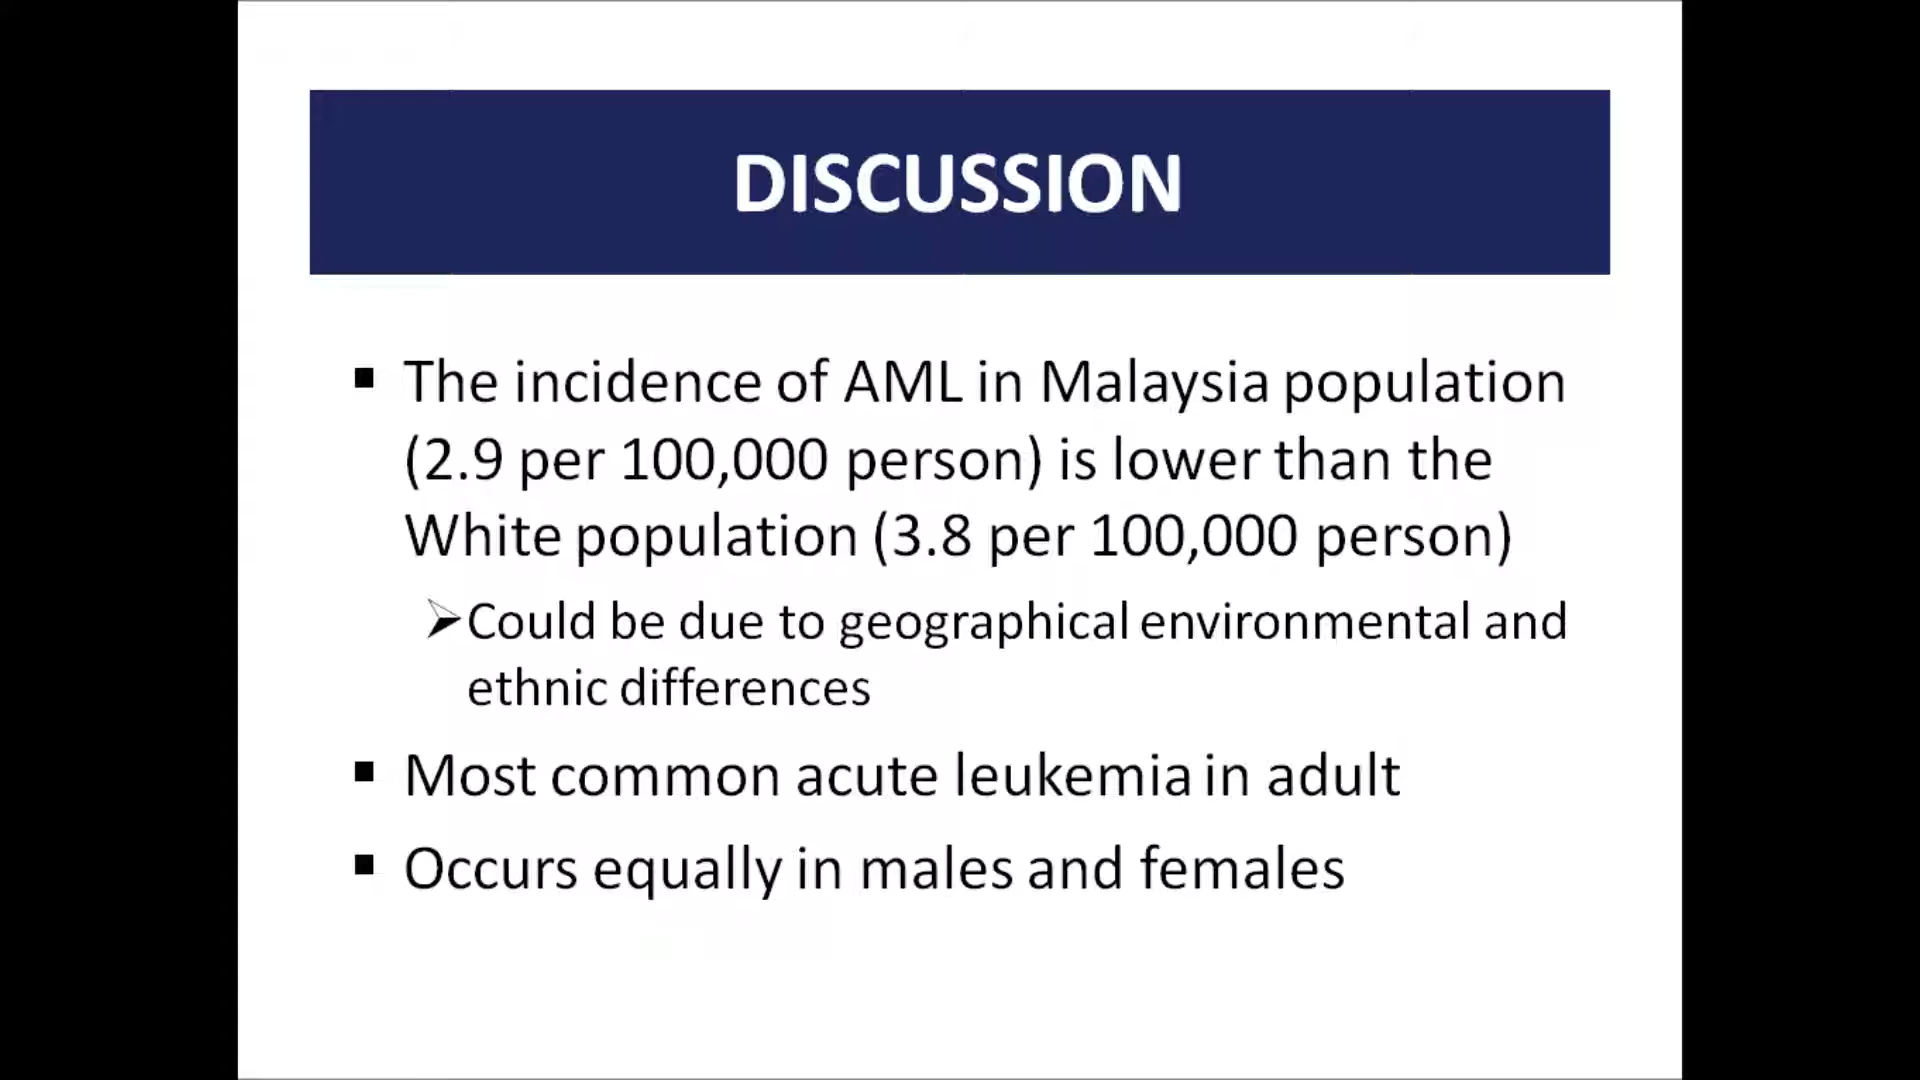 DISCUSSION
▪ The incidence of AML in Malaysia population
(2.9 per 100,000 person) is lower than the
White population (3.8 per 100,000 person)
➢Could be due to geographical environmental and
ethnic differences
▪ Most common acute leukemia in adult
▪ Occurs equally in males and females